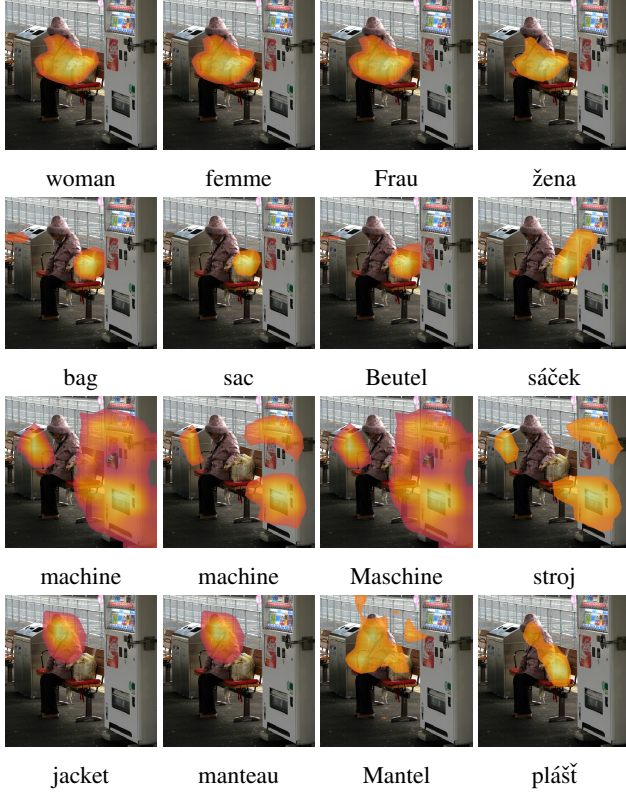 woman femme Frau žena
bag sac Beutel sáček
machine machine Maschine stroj
jacket manteau Mantel plášť